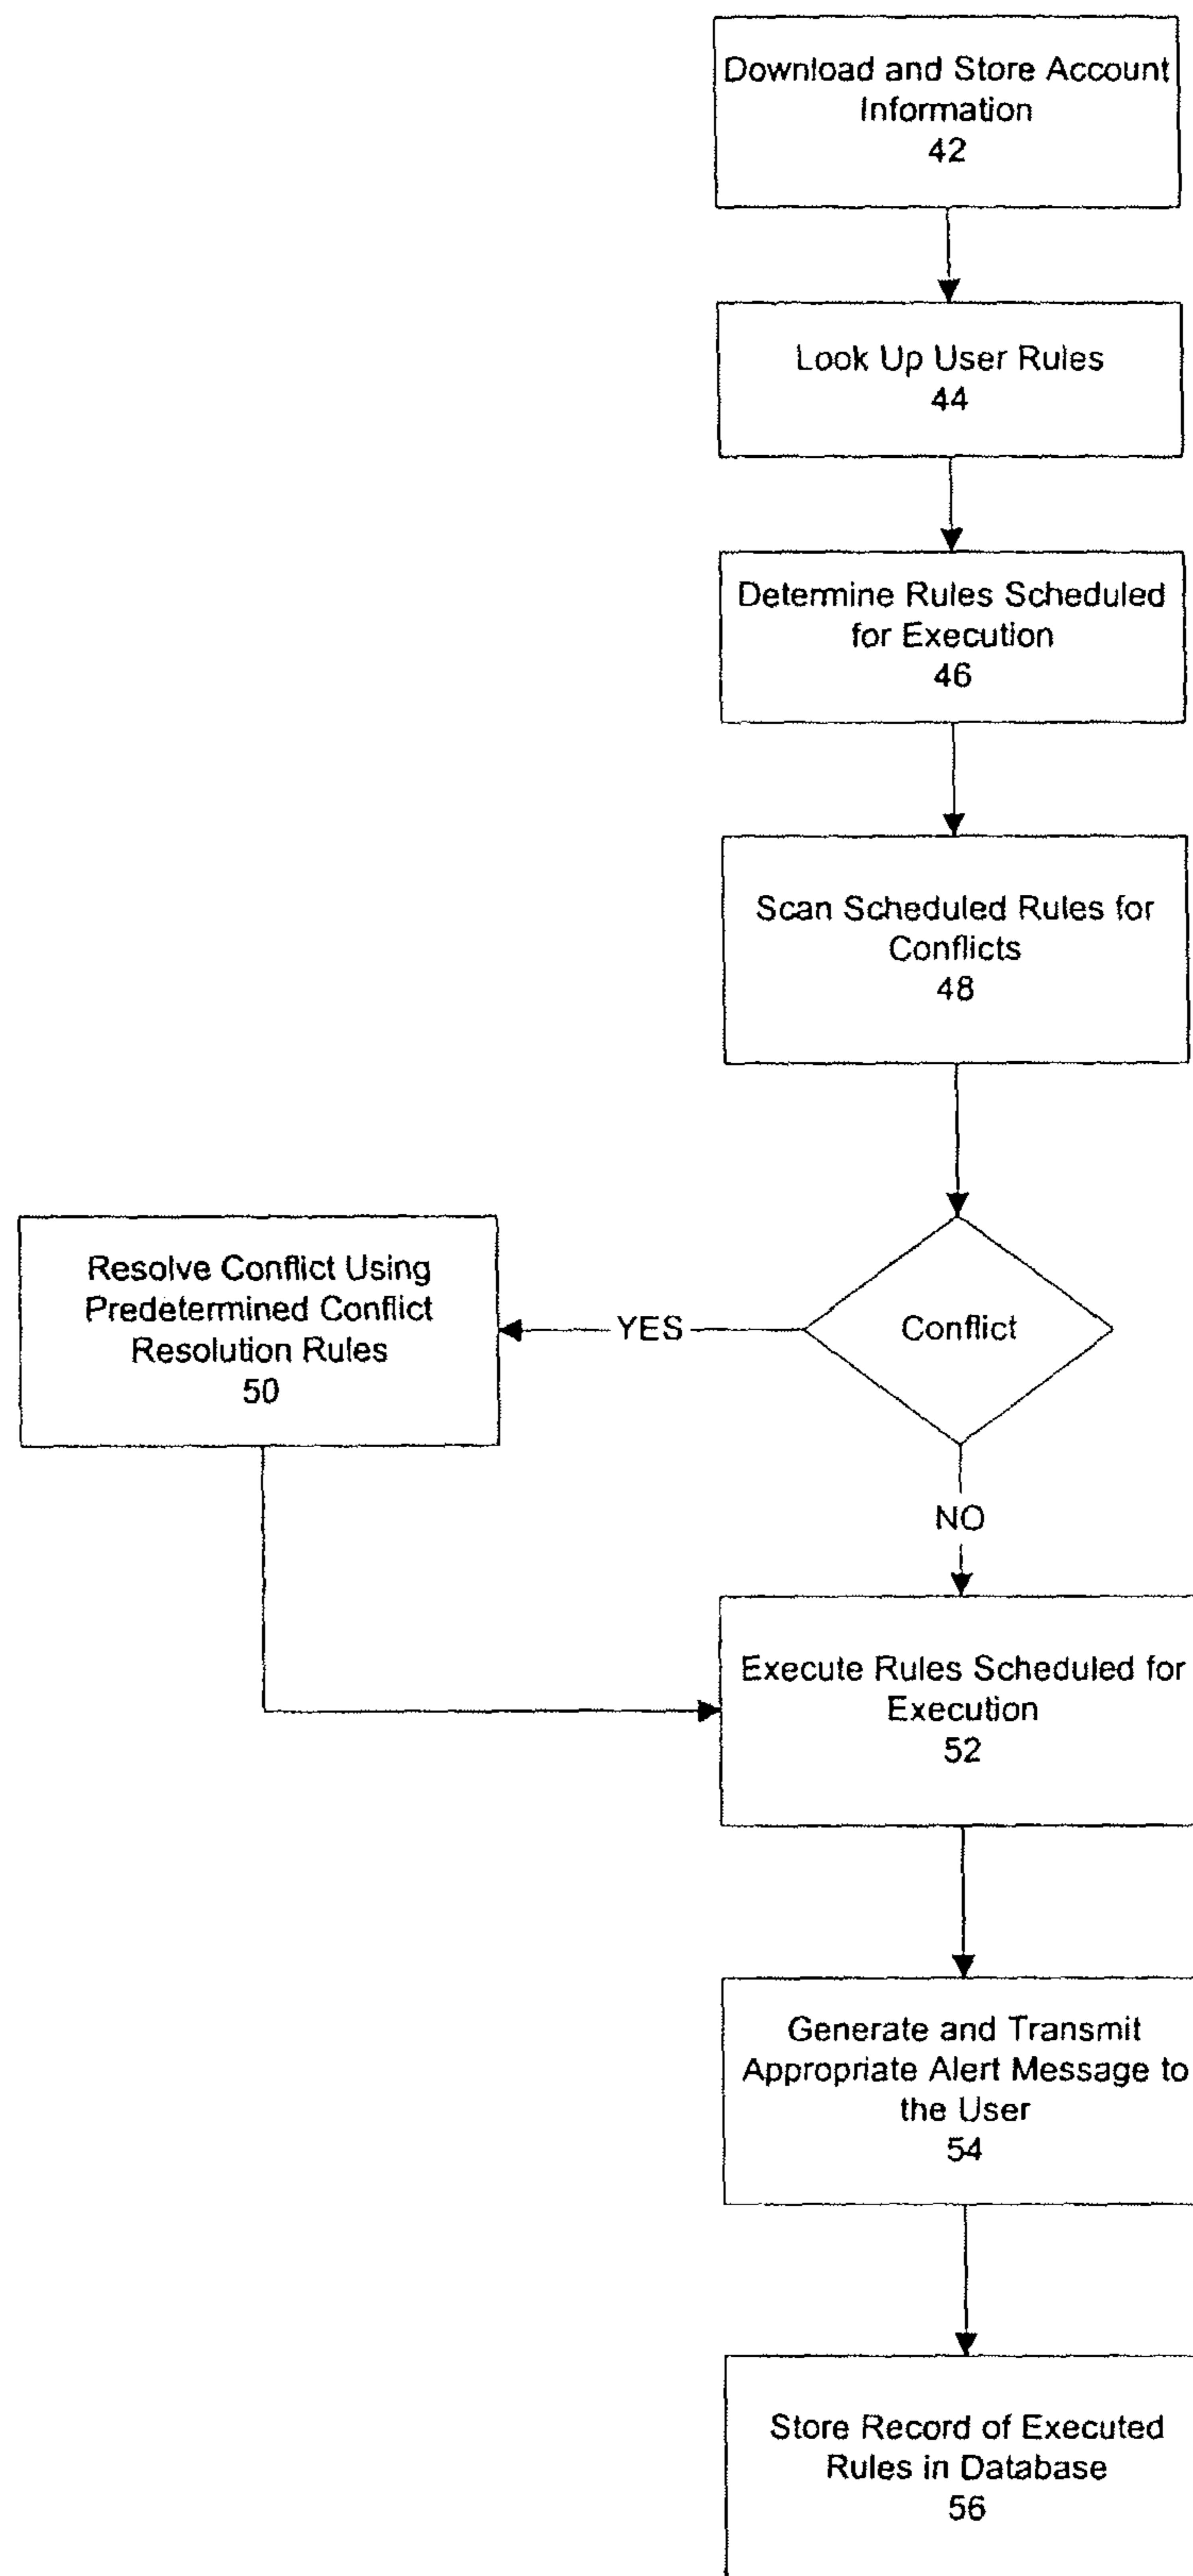 Download and Store Account
Information
42
Look Up User Rules
44
Determine Rules Scheduled
for Execution
46
Scan Scheduled Rules for
Conflicts
48
Resolve Conflict Using
Predetermined Conflict
Resolution Rules
50
YES
Conflict
NO
Execute Rules Scheduled for
Execution
52
Generate and Transmit
Appropriate Alert Message to
the User
54
Store Record of Executed
Rules in Database
56